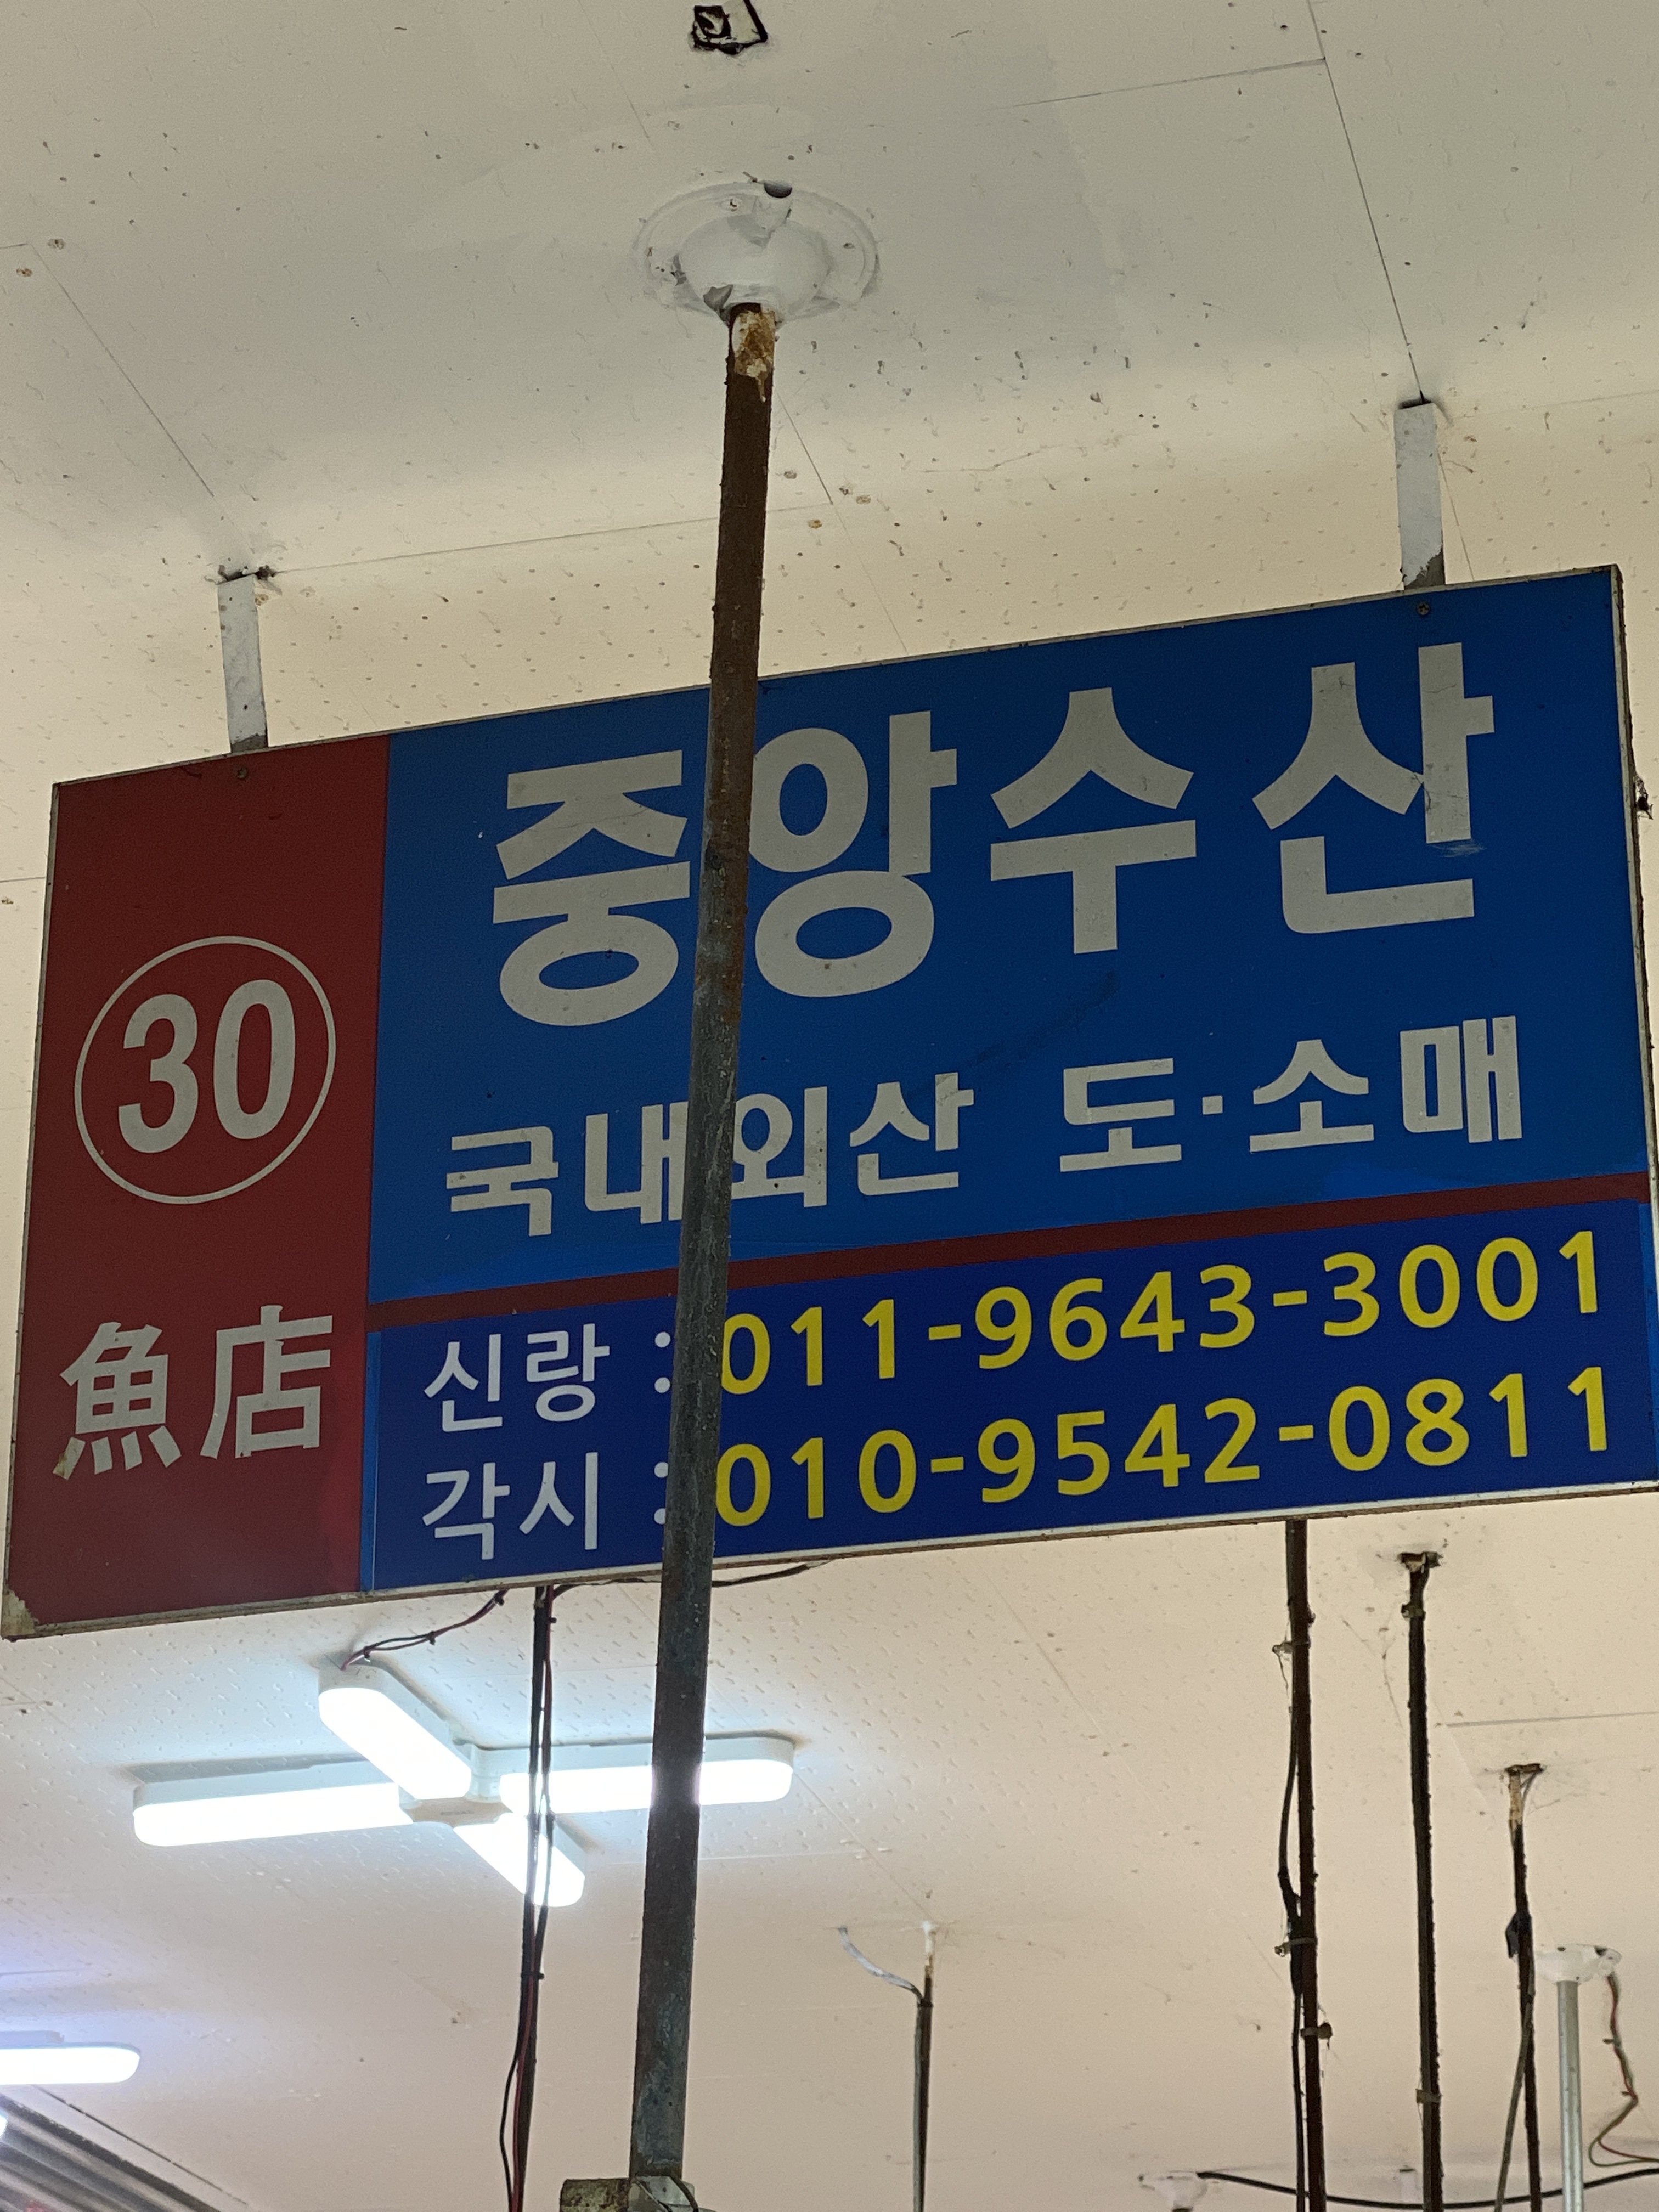 30
魚店
중앙수산
국내외산 도·소매
신랑 : 011-9643-3001
각시 : 010-9542-0811